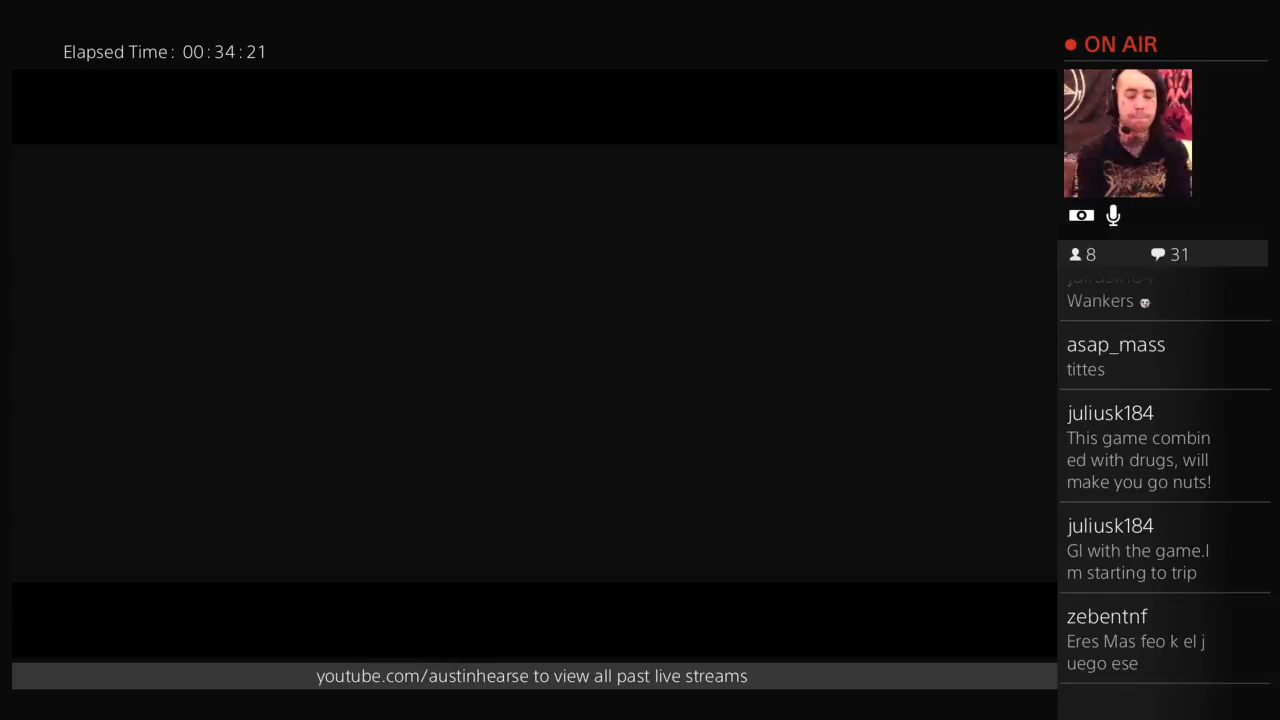 Elapsed Time: 00:34:21
ON AIR
8 31
juliusk184
Wankers
asap_mass
tittes
juliusk184
This game combin
ed with drugs, will
make you go nuts!
juliusk184
Gl with the game.I
m starting to trip
zebentnf
Eres Mas feo k el j
uego ese
youtube.com/austinhearse to view all past live streams